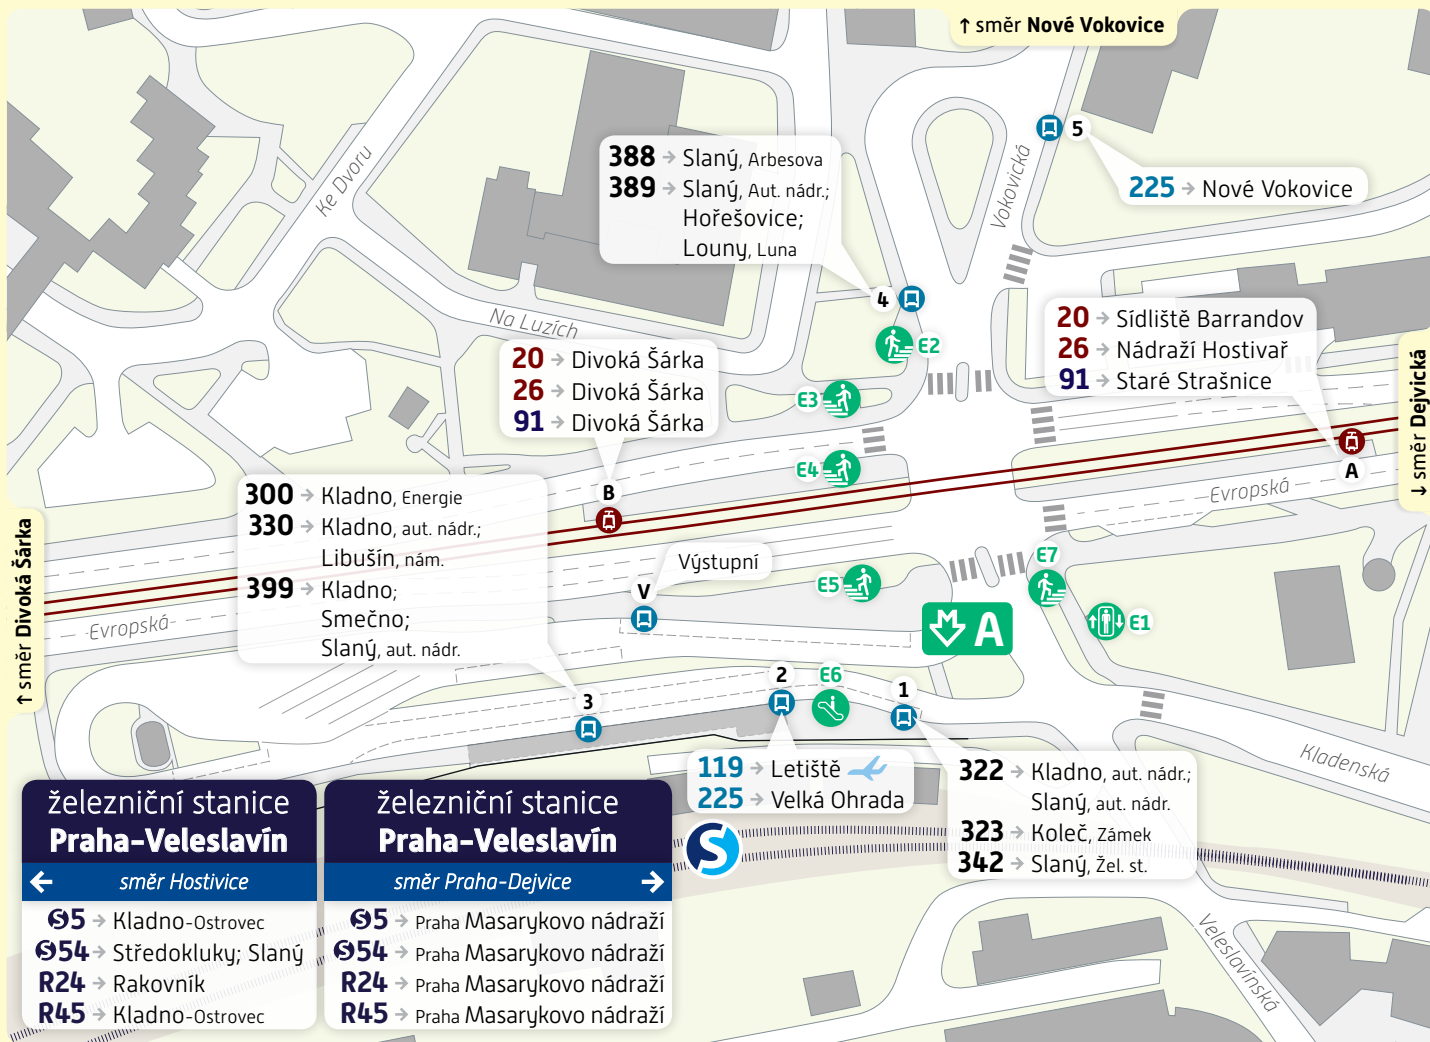 ↑ směr Nové Vokovice
5
225 → Nové Vokovice
Vokovická
Ke Dvoru
388 → Slaný, Arbesova
389 → Slaný, Aut. nádr.;
Hořešovice;
Louny, Luna
4
E2
Na Luzích
20 → Sídliště Barrandov
26 → Nádraží Hostivař
91 → Staré Strašnice
A
↓ směr Dejvická
20 → Divoká Šárka
26 → Divoká Šárka
91 → Divoká Šárka
B
E3
E4
Evropská
300 → Kladno, Energie
330 → Kladno, aut. nádr.;
Libušín, nám.
399 → Kladno;
Smečno;
Slaný, aut. nádr.
3
↑ směr Divoká Šárka
Evropská
Výstupní
V
E5
E7
A
E1
2
E6
1
119 → Letiště
225 → Velká Ohrada
322 → Kladno, aut. nádr.;
Slaný, aut. nádr.
323 → Koleč, Zámek
342 → Slaný, Žel. st.
Kladenská
Veleslavínská
S
železniční stanice
Praha-Veleslavín
← směr Hostivice
S5 → Kladno-Ostrovec
S54 → Středokluky; Slaný
R24 → Rakovník
R45 → Kladno-Ostrovec
železniční stanice
Praha-Veleslavín
směr Praha-Dejvice →
S5 → Praha Masarykovo nádraží
S54 → Praha Masarykovo nádraží
R24 → Praha Masarykovo nádraží
R45 → Praha Masarykovo nádraží